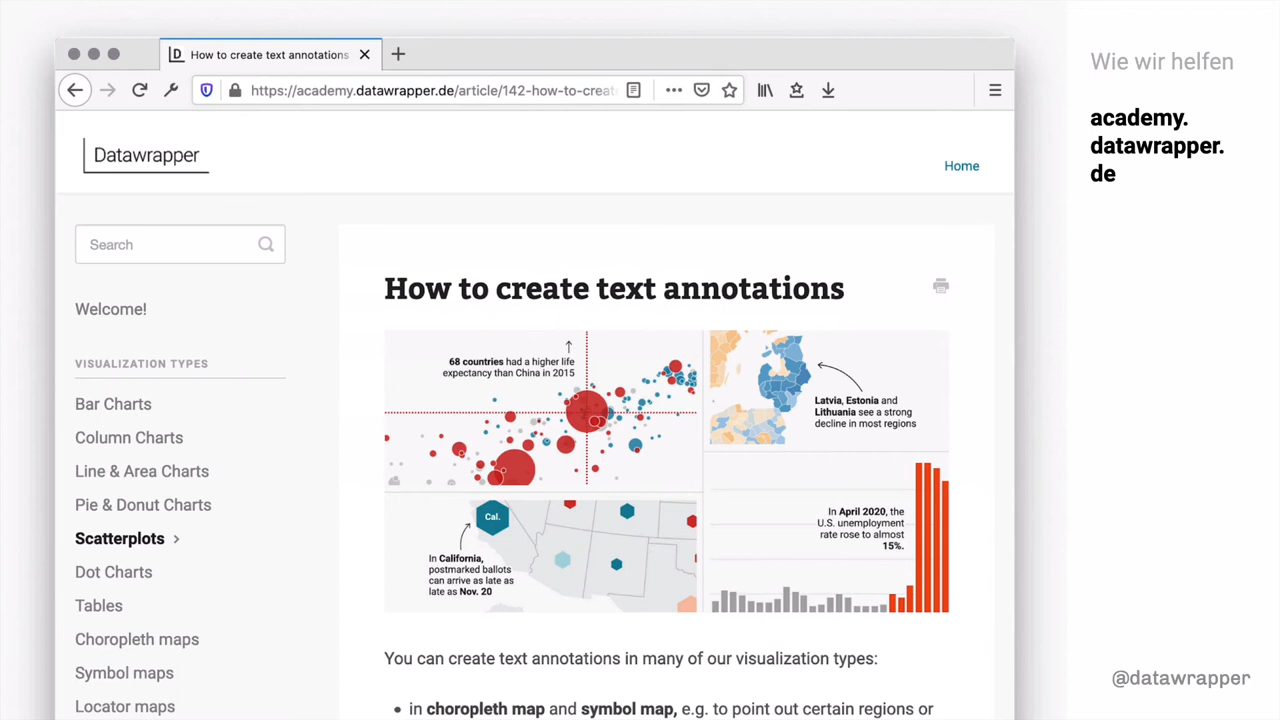 How to create text annotations
https://academy.datawrapper.de/article/142-how-to-creat
Wie wir helfen
academy.
datawrapper.
de
Datawrapper
Home
Search
Welcome!
VISUALIZATION TYPES
Bar Charts
Column Charts
Line & Area Charts
Pie & Donut Charts
Scatterplots
Dot Charts
Tables
Choropleth maps
Symbol maps
Locator maps
How to create text annotations
68 countries had a higher life
expectancy than China in 2015
Latvia, Estonia and
Lithuania see a strong
decline in most regions
Cal.
In California,
postmarked ballots
can arrive as late as
late as Nov. 20
In April 2020, the
U.S. unemployment
rate rose to almost
15%.
You can create text annotations in many of our visualization types:
• in choropleth map and symbol map, e.g. to point out certain regions or
@datawrapper